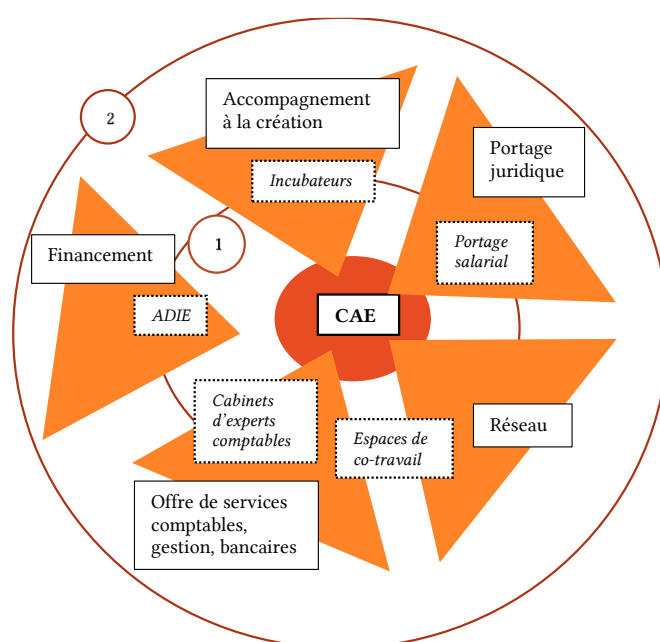 2
Accompagnement
à la création
Incubateurs
Portage
juridique
1
Portage
salarial
Financement
ADIE
CAE
Cabinets
d'experts
comptables
Espaces de
co-travail
Réseau
Offre de services
comptables,
gestion, bancaires